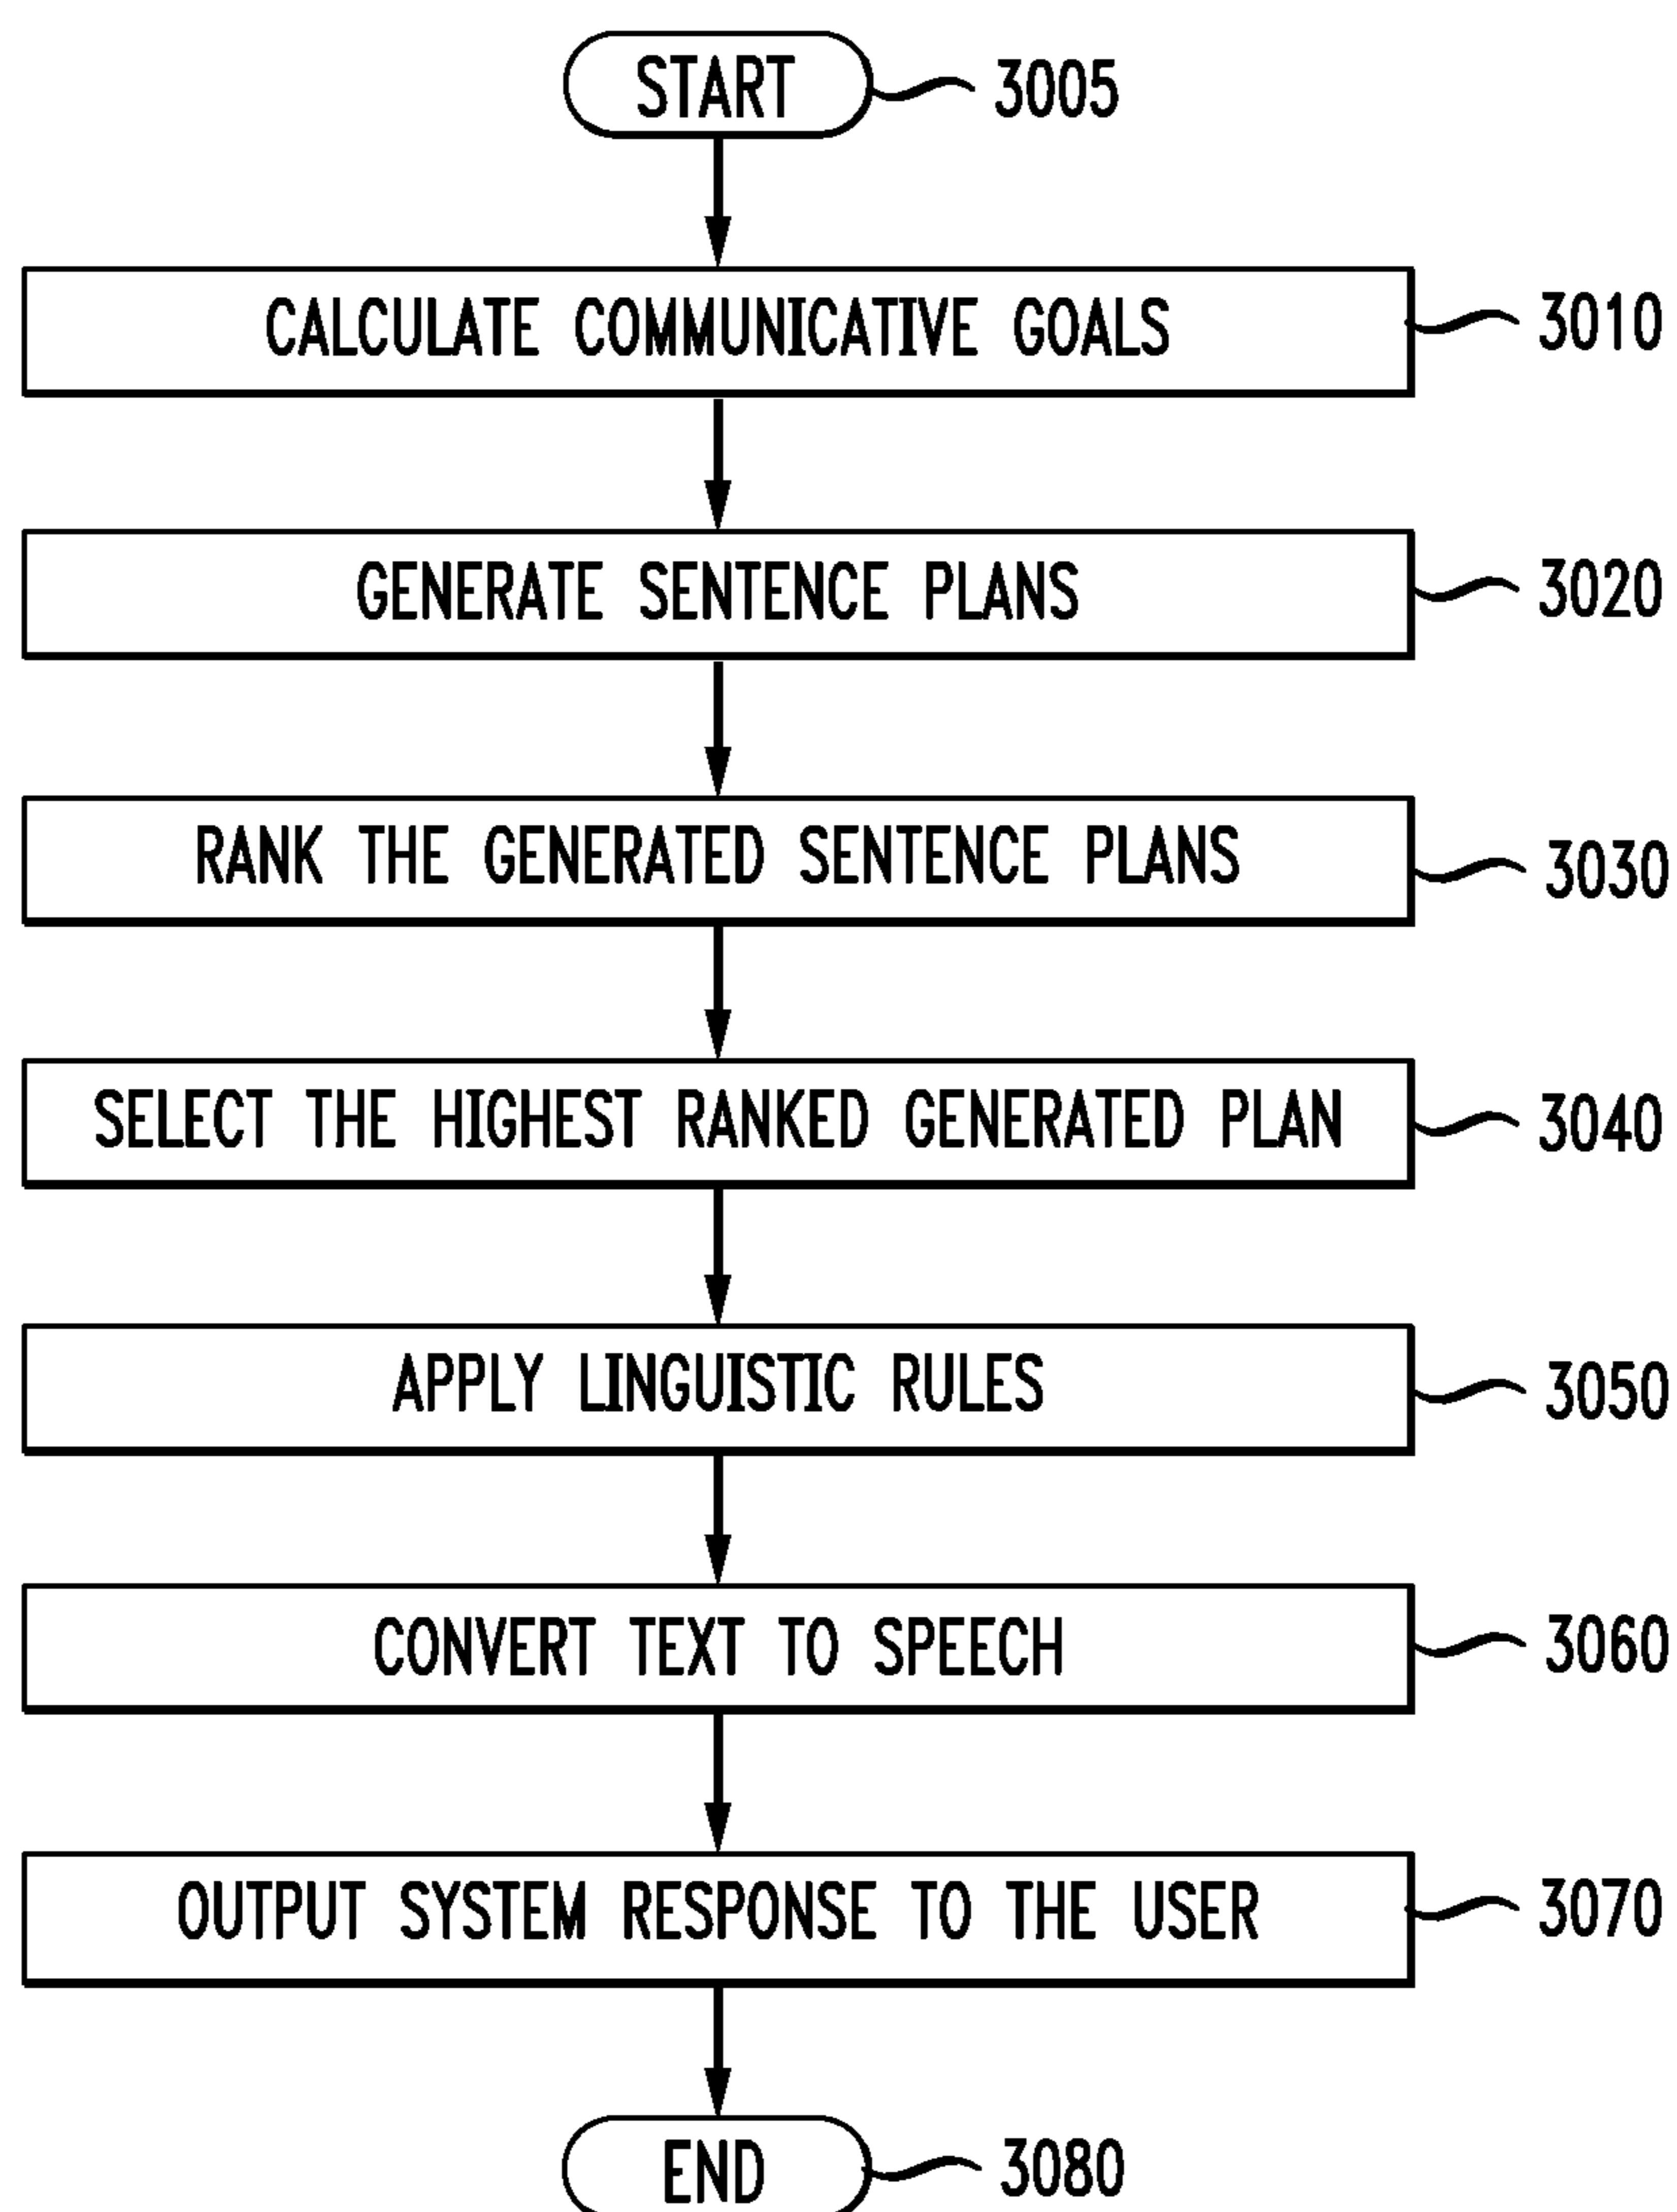 START 3005
CALCULATE COMMUNICATIVE GOALS 3010
GENERATE SENTENCE PLANS 3020
RANK THE GENERATED SENTENCE PLANS 3030
SELECT THE HIGHEST RANKED GENERATED PLAN 3040
APPLY LINGUISTIC RULES 3050
CONVERT TEXT TO SPEECH 3060
OUTPUT SYSTEM RESPONSE TO THE USER 3070
END 3080